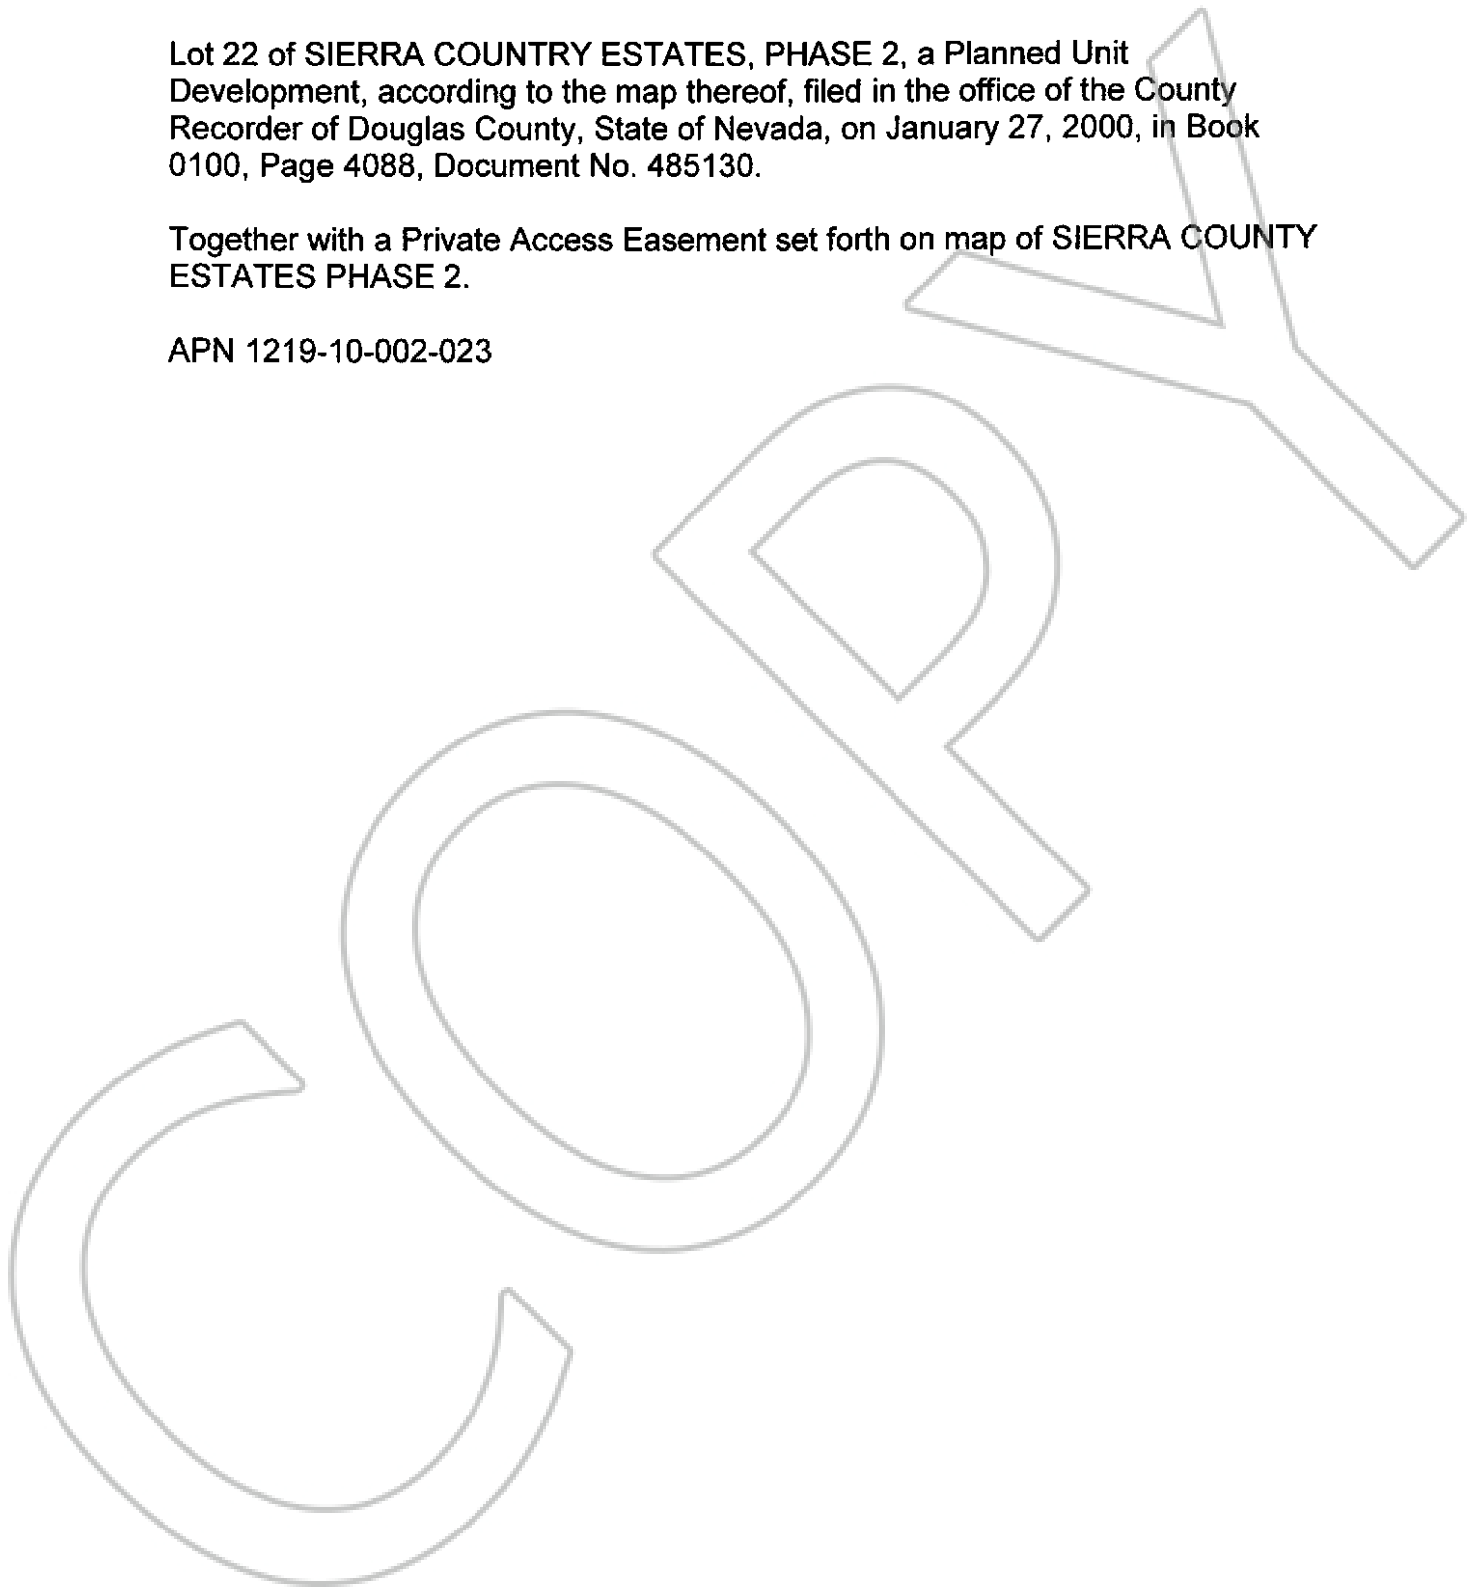 Lot 22 of SIERRA COUNTRY ESTATES, PHASE 2, a Planned Unit
Development, according to the map thereof, filed in the office of the County
Recorder of Douglas County, State of Nevada, on January 27, 2000, in Book
0100, Page 4088, Document No. 485130.
Together with a Private Access Easement set forth on map of SIERRA COUNTY
ESTATES PHASE 2.
APN 1219-10-002-023
COPY